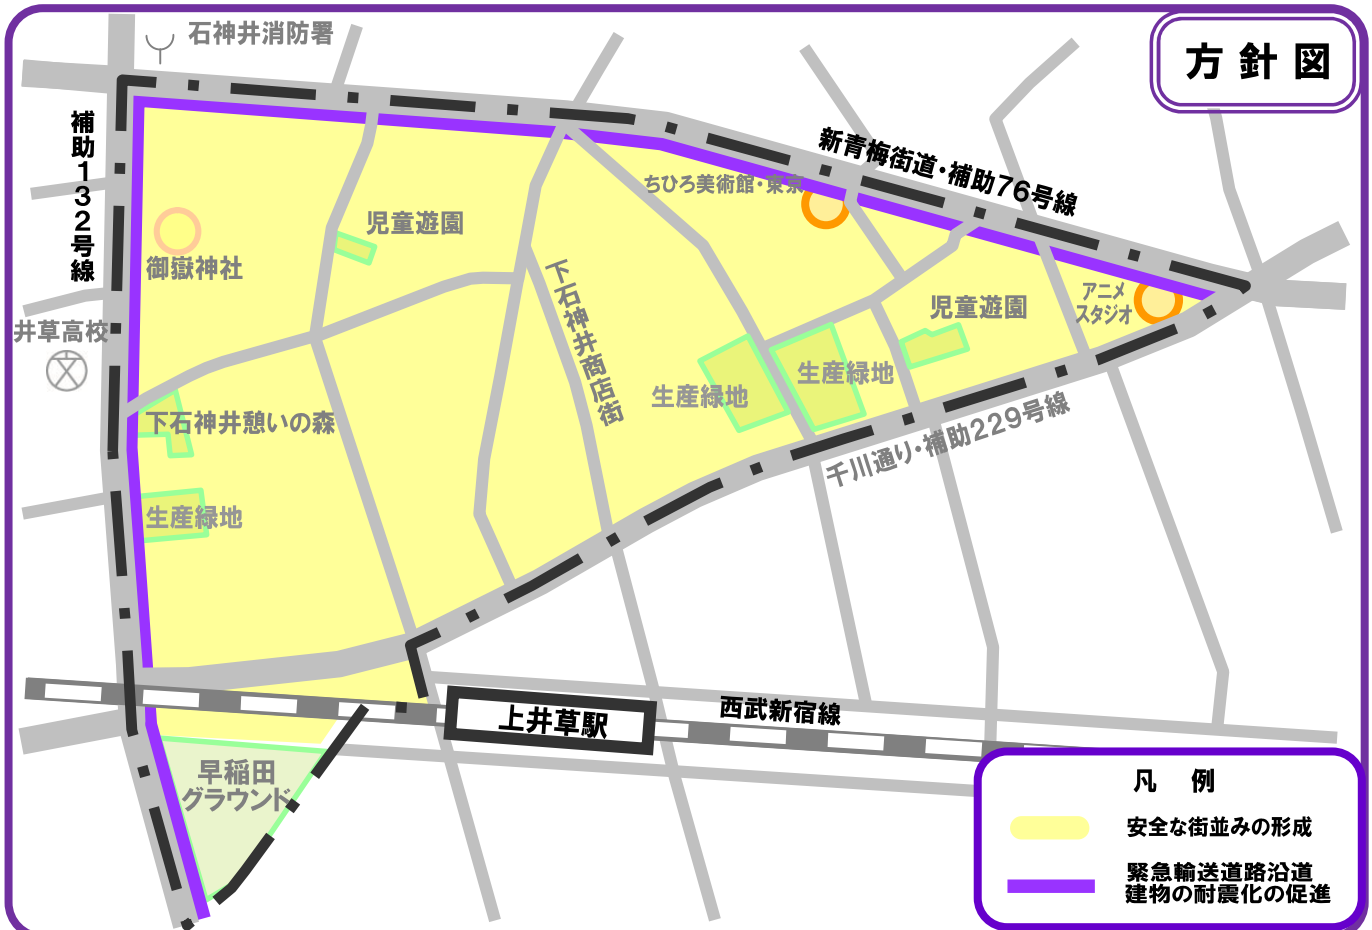 石神井消防署
方針図
補助132号線
新青梅街道・補助76号線
ちひろ美術館・東京
児童遊園
御嶽神社
下石神井商店街
アニメ
スタジオ
児童遊園
井草高校
生産緑地
生産緑地
下石神井憩いの森
千川通り・補助229号線
生産緑地
西武新宿線
上井草駅
早稲田
グラウンド
凡 例
安全な街並みの形成
緊急輸送道路沿道
建物の耐震化の促進